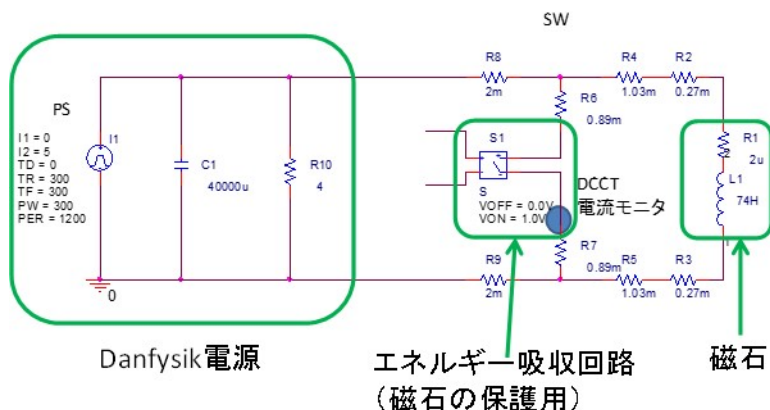 SW
R8
2m
R4
1.03m
R2
0.27m
PS
I1 = 0
I2 = 5
TD = 0
TR = 300
TF = 300
PW = 300
PER = 1200
I1
C1
40000u
R10
4
R6
0.89m
S1
S
VOFF = 0.0V
VON = 1.0V
DCCT
電流モニタ
R1
2
2u
L1
74H
1
0
R9
2m
R7
0.89m
R5
1.03m
R3
0.27m
Danfysik電源
エネルギー吸収回路
(磁石の保護用)
磁石